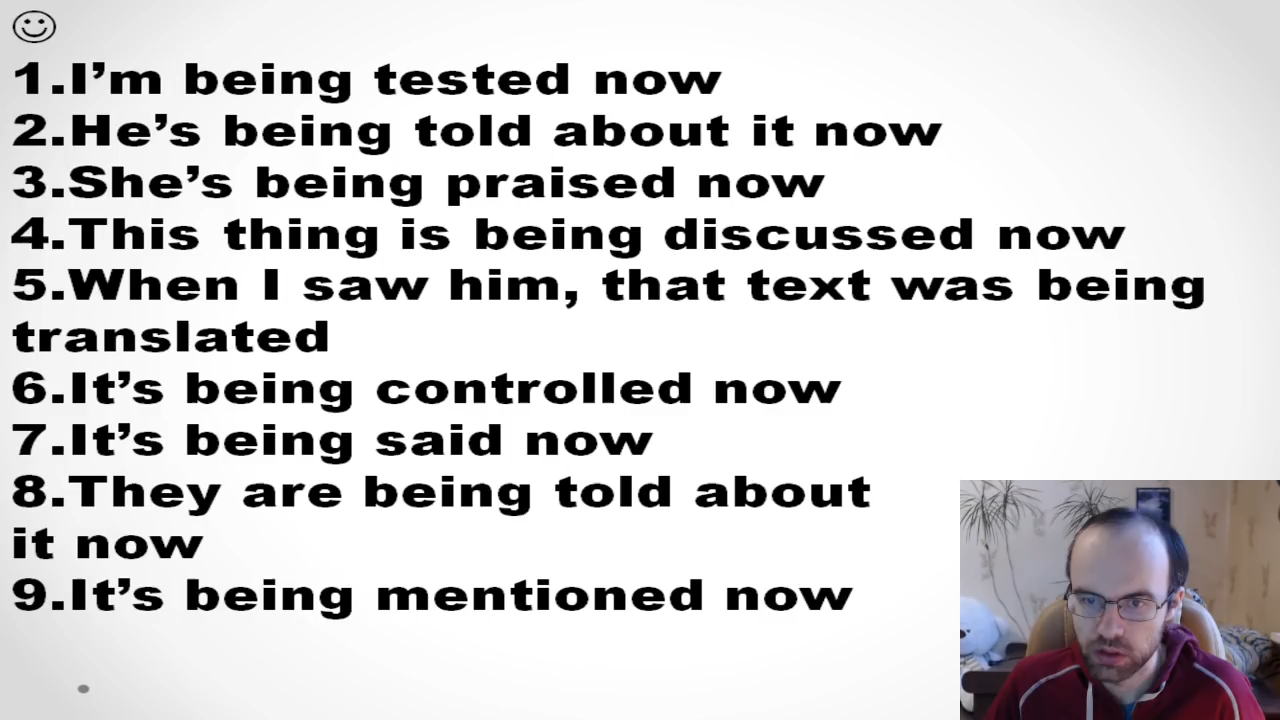 1.I’m being tested now
2.He’s being told about it now
3.She’s being praised now
4.This thing is being discussed now
5.When I saw him, that text was being
translated
6.It’s being controlled now
7.It’s being said now
8.They are being told about
it now
9.It’s being mentioned now